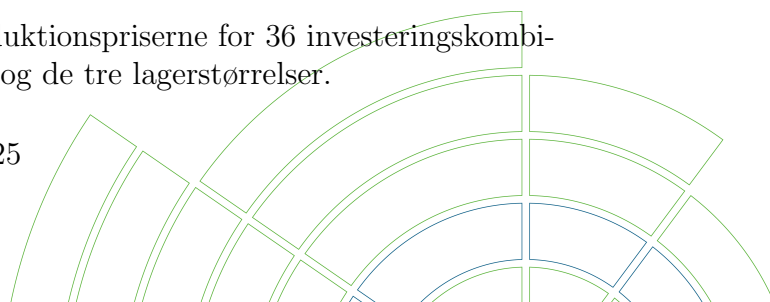 uktionspriserne for 36 investeringskombi-
og de tre lagerstørrelser.
25